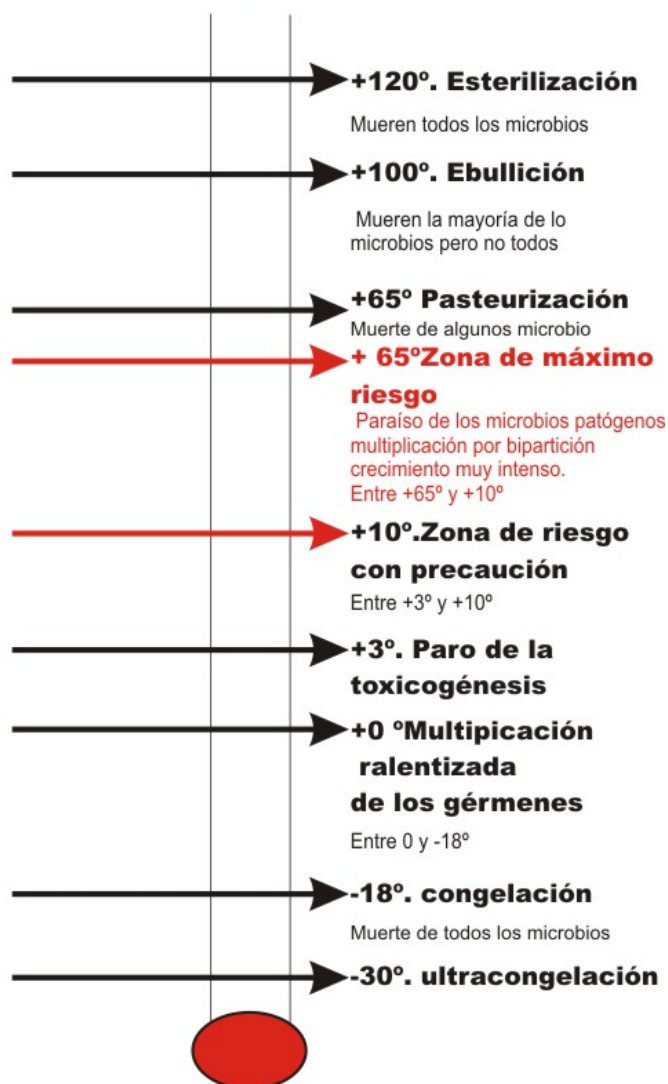 +120º. Esterilización
Mueren todos los microbios
+100º. Ebullición
Mueren la mayoría de lo
microbios pero no todos
+65º Pasteurización
Muerte de algunos microbio
+ 65ºZona de máximo
riesgo
Paraíso de los microbios patógenos
multiplicación por bipartición
crecimiento muy intenso.
Entre +65º y +10º
+10º.Zona de riesgo
con precaución
Entre +3º y +10º
+3º. Paro de la
toxicogénesis
+0 ºMultipicación
ralentizada
de los gérmenes
Entre 0 y -18º
-18º. congelación
Muerte de todos los microbios
-30º. ultracongelación